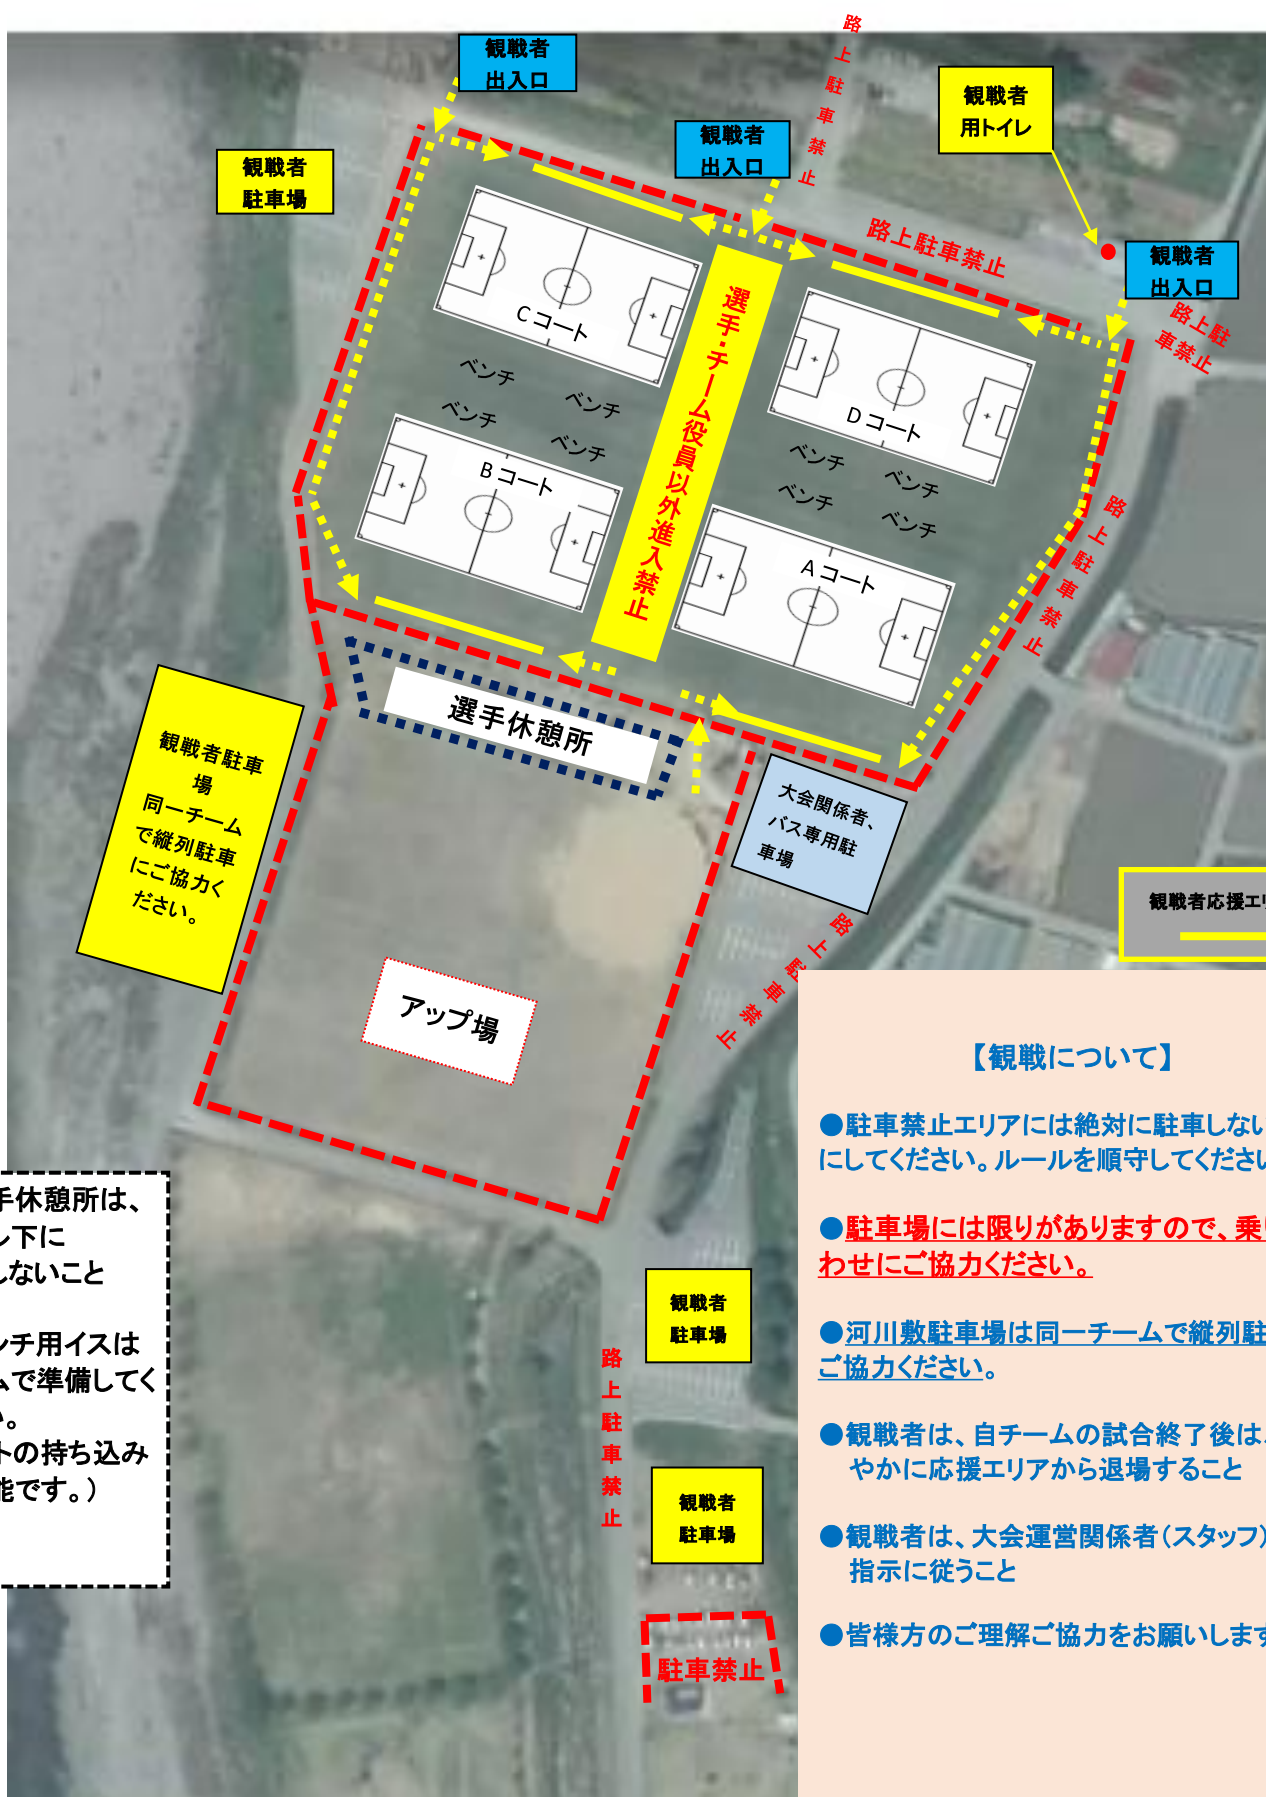 路上駐車禁止
観戦者
出入口
観戦者
用トイレ
観戦者
出入口
観戦者
駐車場
路上駐車禁止
観戦者
出入口
路上駐
車禁止
選手・チーム役員以外進入禁止
Cコート
ベンチ
ベンチ
ベンチ
ベンチ
Bコート
Dコート
ベンチ
ベンチ
ベンチ
ベンチ
Aコート
路上駐車禁止
選手休憩所
観戦者駐車
場
同一チーム
で縦列駐車
にご協力く
ださい。
大会関係者、
バス専用駐
車場
観戦者応援エ
路上駐車禁止
アップ場
【観戦について】
●駐車禁止エリアには絶対に駐車しない
にしてください。ルールを順守してくださ
●駐車場には限りがありますので、乗
わせにご協力ください。
●河川敷駐車場は同一チームで縦列駐
ご協力ください。
●観戦者は、自チームの試合終了後は
やかに応援エリアから退場すること
●観戦者は、大会運営関係者(スタッフ)
指示に従うこと
●皆様方のご理解ご協力をお願いします
手休憩所は、
下に
しないこと
ンチ用イスは
ムで準備してく
い。
トの持ち込み
能です。)
観戦者
駐車場
路上駐車禁止
観戦者
駐車場
駐車禁止